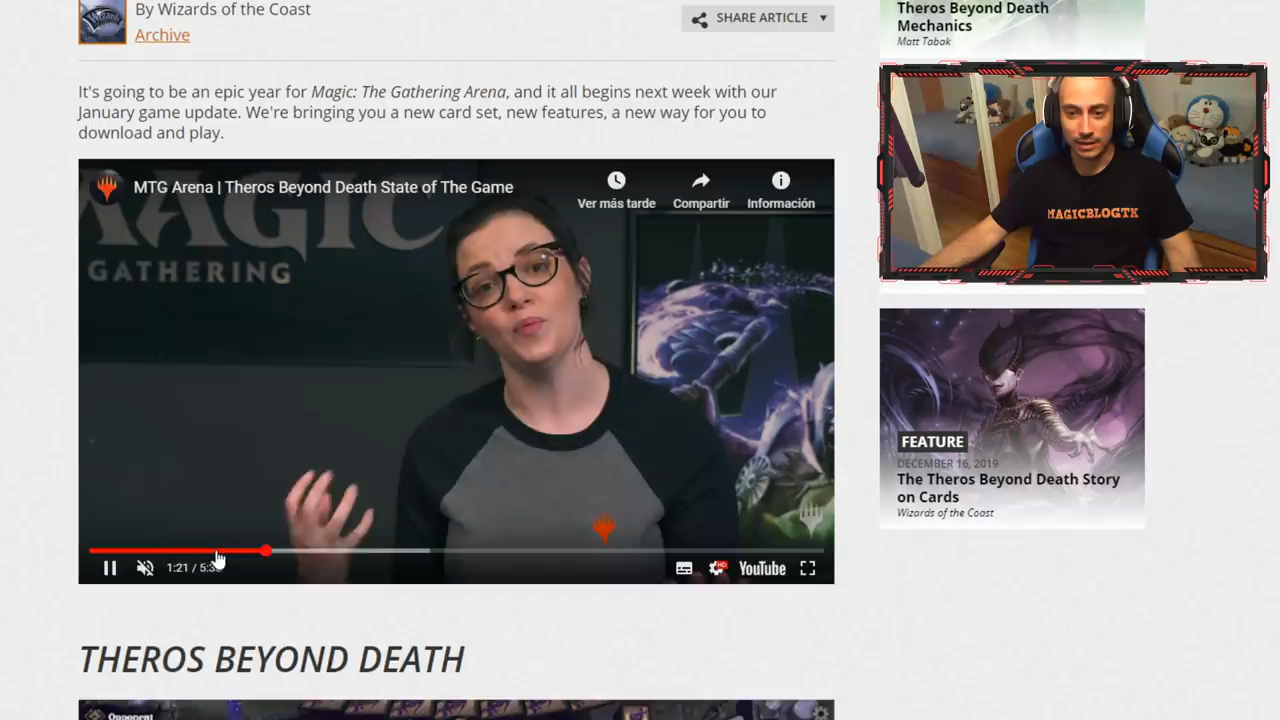 By Wizards of the Coast
Archive
SHARE ARTICLE
It's going to be an epic year for Magic: The Gathering Arena, and it all begins next week with our
January game update. We're bringing you a new card set, new features, a new way for you to
download and play.
MTG Arena | Theros Beyond Death State of The Game
Ver más tarde
Compartir
Información
MAGIC
GATHERING
1:21 / 5:3
HD
YouTube
THEROS BEYOND DEATH
Opponent
Theros Beyond Death
Mechanics
Matt Tabak
MAGICBLOGTK
FEATURE
DECEMBER 16, 2019
The Theros Beyond Death Story
on Cards
Wizards of the Coast